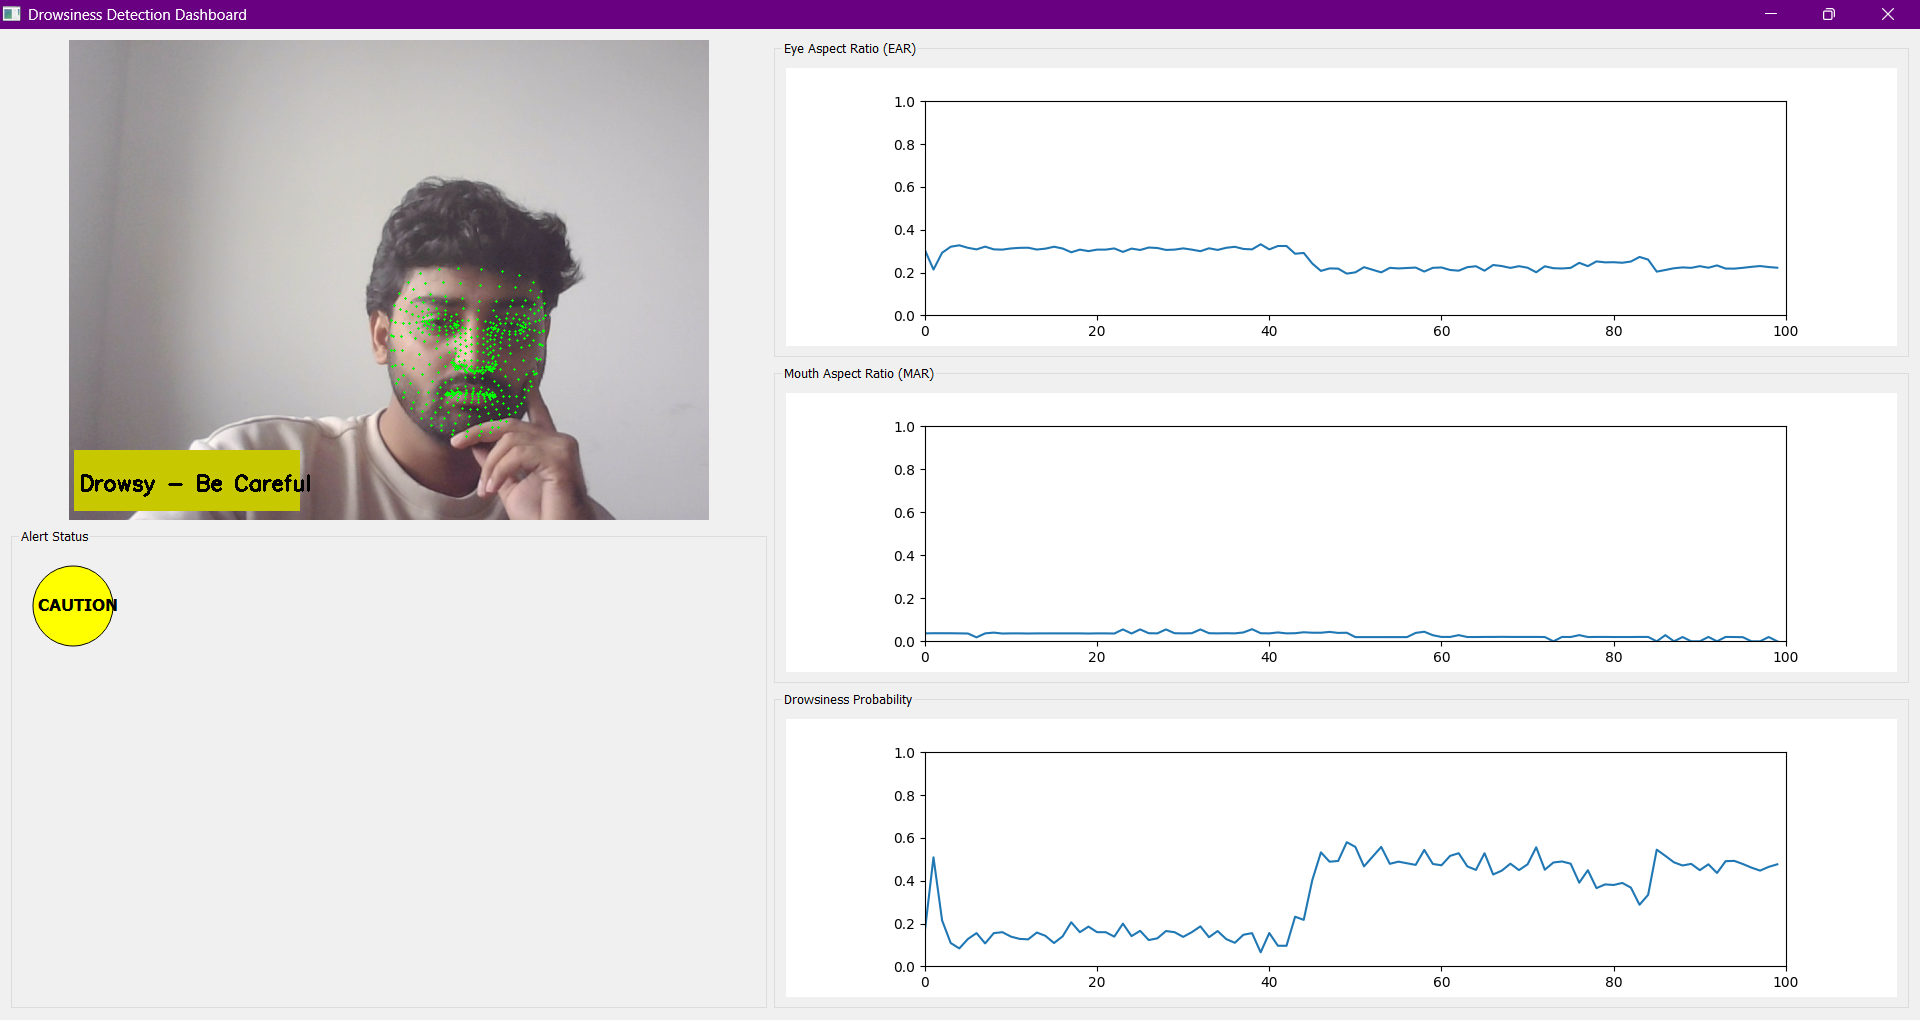 Drowsiness Detection Dashboard
Drowsy - Be Careful
Alert Status
CAUTION
Eye Aspect Ratio (EAR)
1.0
0.8
0.6
0.4
0.2
0.0
0 20 40 60 80 100
Mouth Aspect Ratio (MAR)
1.0
0.8
0.6
0.4
0.2
0.0
0 20 40 60 80 100
Drowsiness Probability
1.0
0.8
0.6
0.4
0.2
0.0
0 20 40 60 80 100